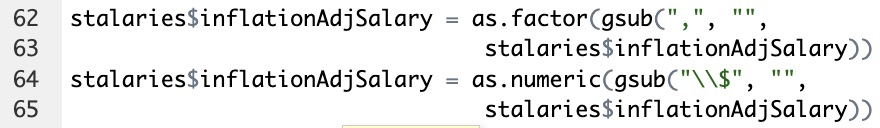 62 stalaries$inflationAdjSalary = as.factor(gsub(",", "",
63 stalaries$inflationAdjSalary))
64 stalaries$inflationAdjSalary = as.numeric(gsub("\\$", "",
65 stalaries$inflationAdjSalary))